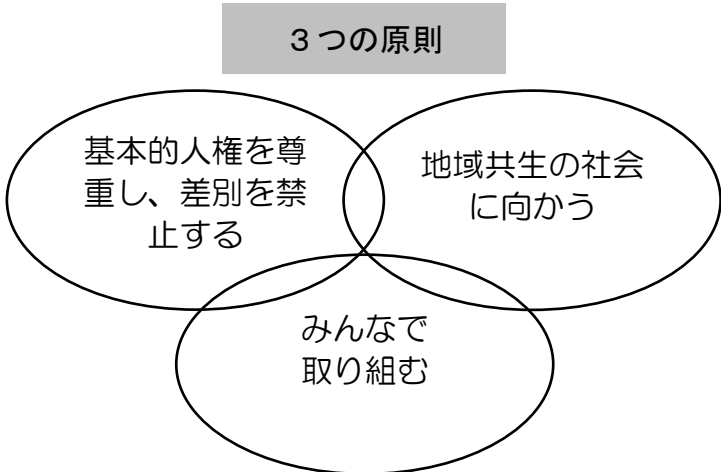 ３つの原則
基本的人権を尊
重し、差別を禁
止する
地域共生の社会
に向かう
みんなで
取り組む